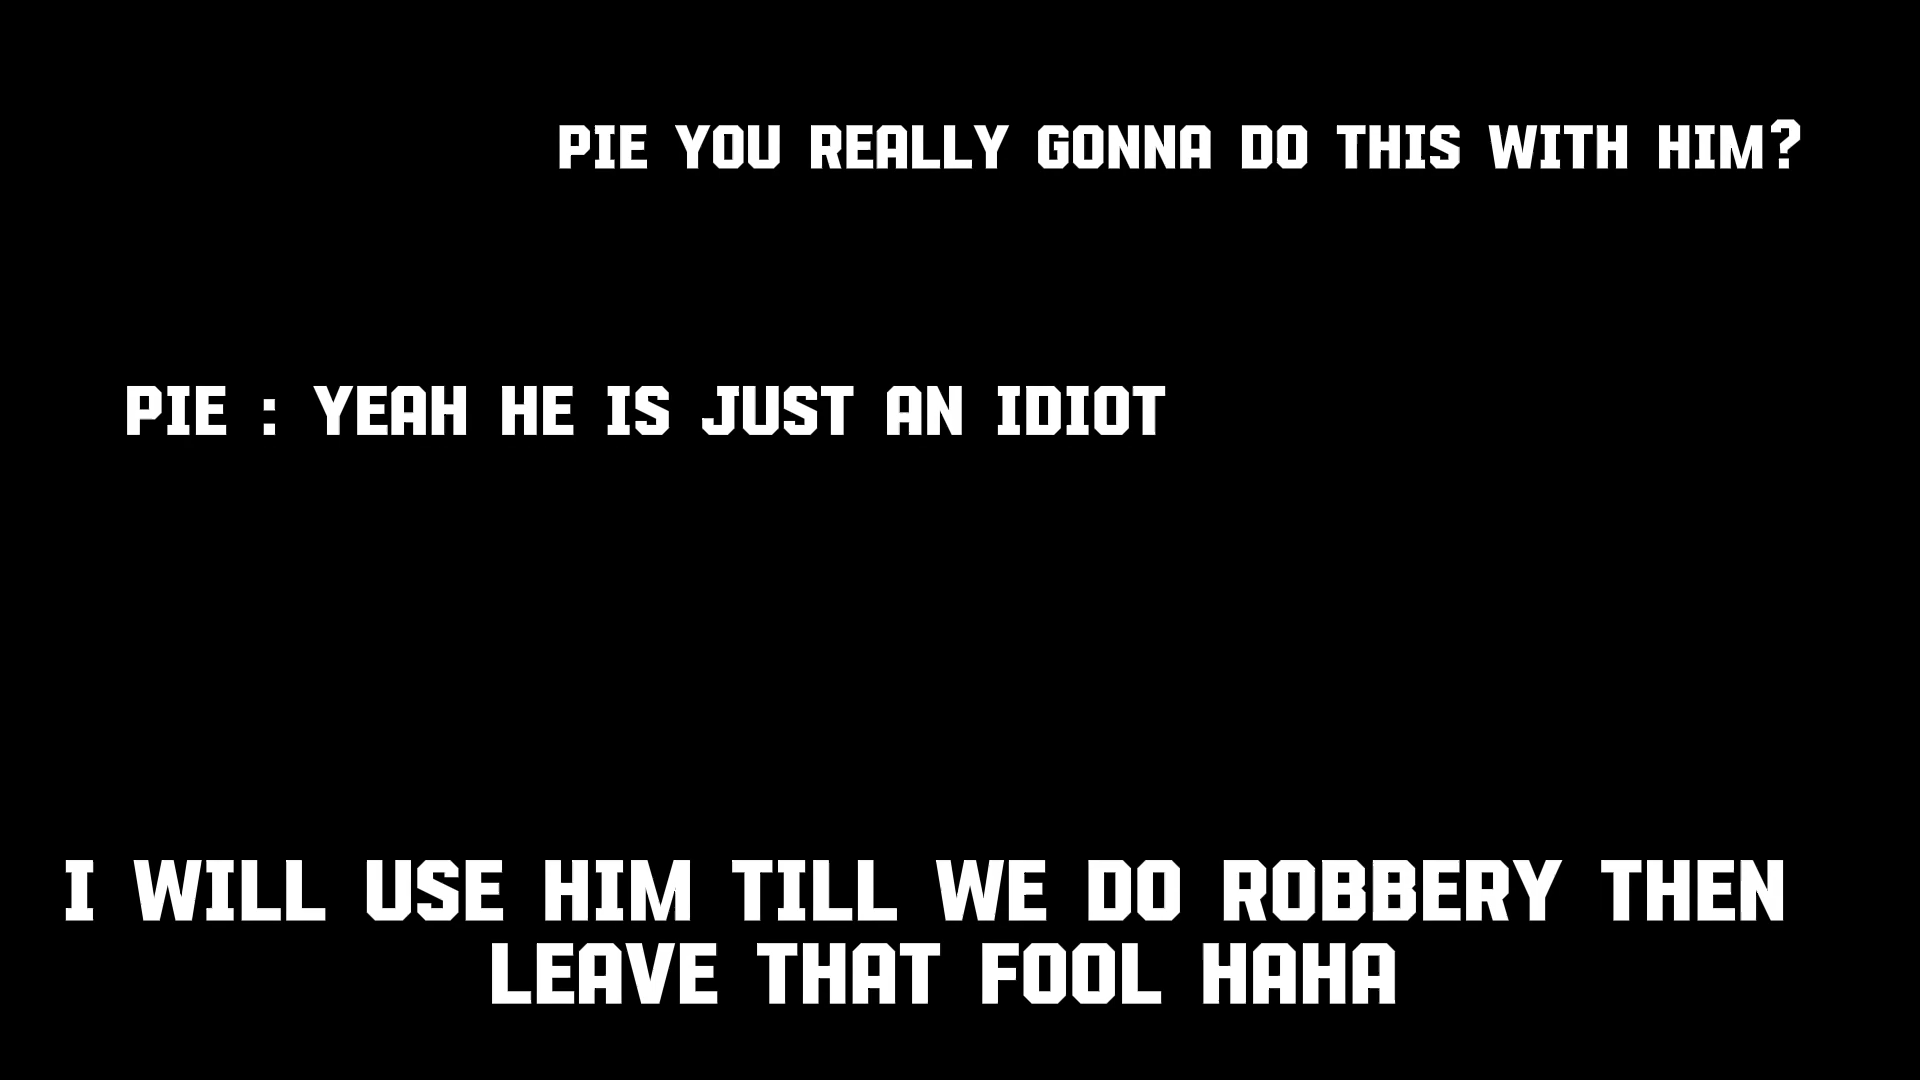 PIE YOU REALLY GONNA DO THIS WITH HIM?
PIE : YEAH HE IS JUST AN IDIOT
I WILL USE HIM TILL WE DO ROBBERY THEN
LEAVE THAT FOOL HAHA